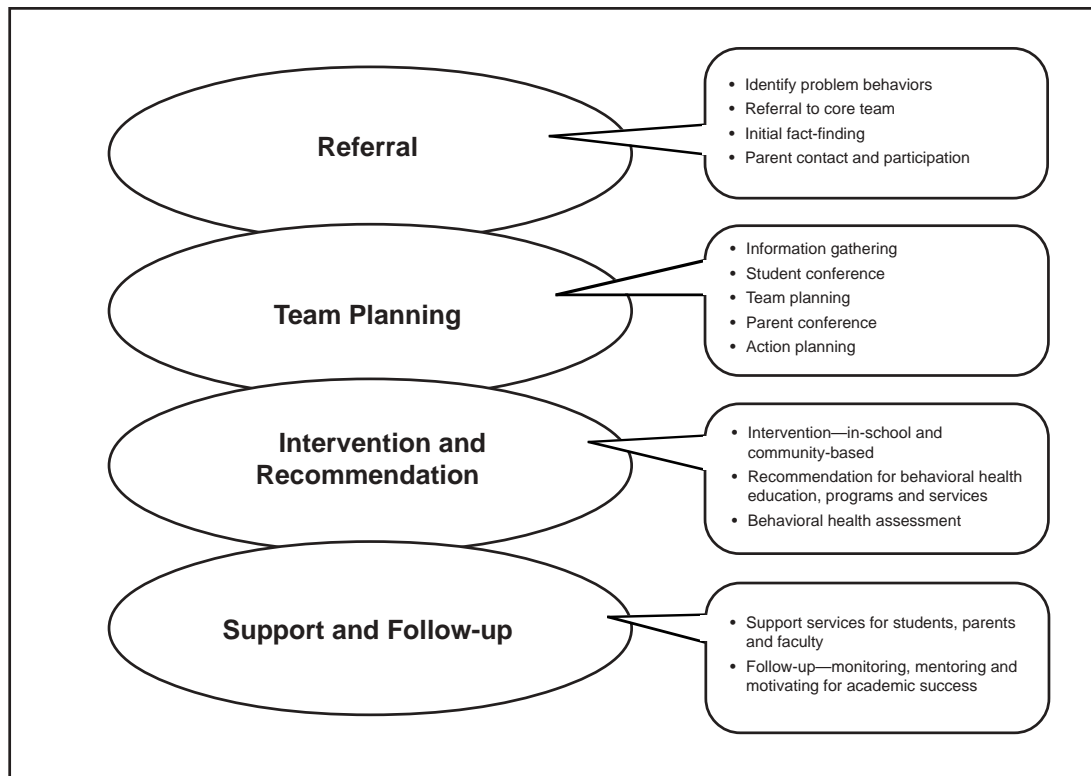 Referral
• Identify problem behaviors
• Referral to core team
• Initial fact-finding
• Parent contact and participation
Team Planning
• Information gathering
• Student conference
• Team planning
• Parent conference
• Action planning
Intervention and
Recommendation
• Intervention—in-school and
community-based
• Recommendation for behavioral health
education, programs and services
• Behavioral health assessment
Support and Follow-up
• Support services for students, parents
and faculty
• Follow-up—monitoring, mentoring and
motivating for academic success